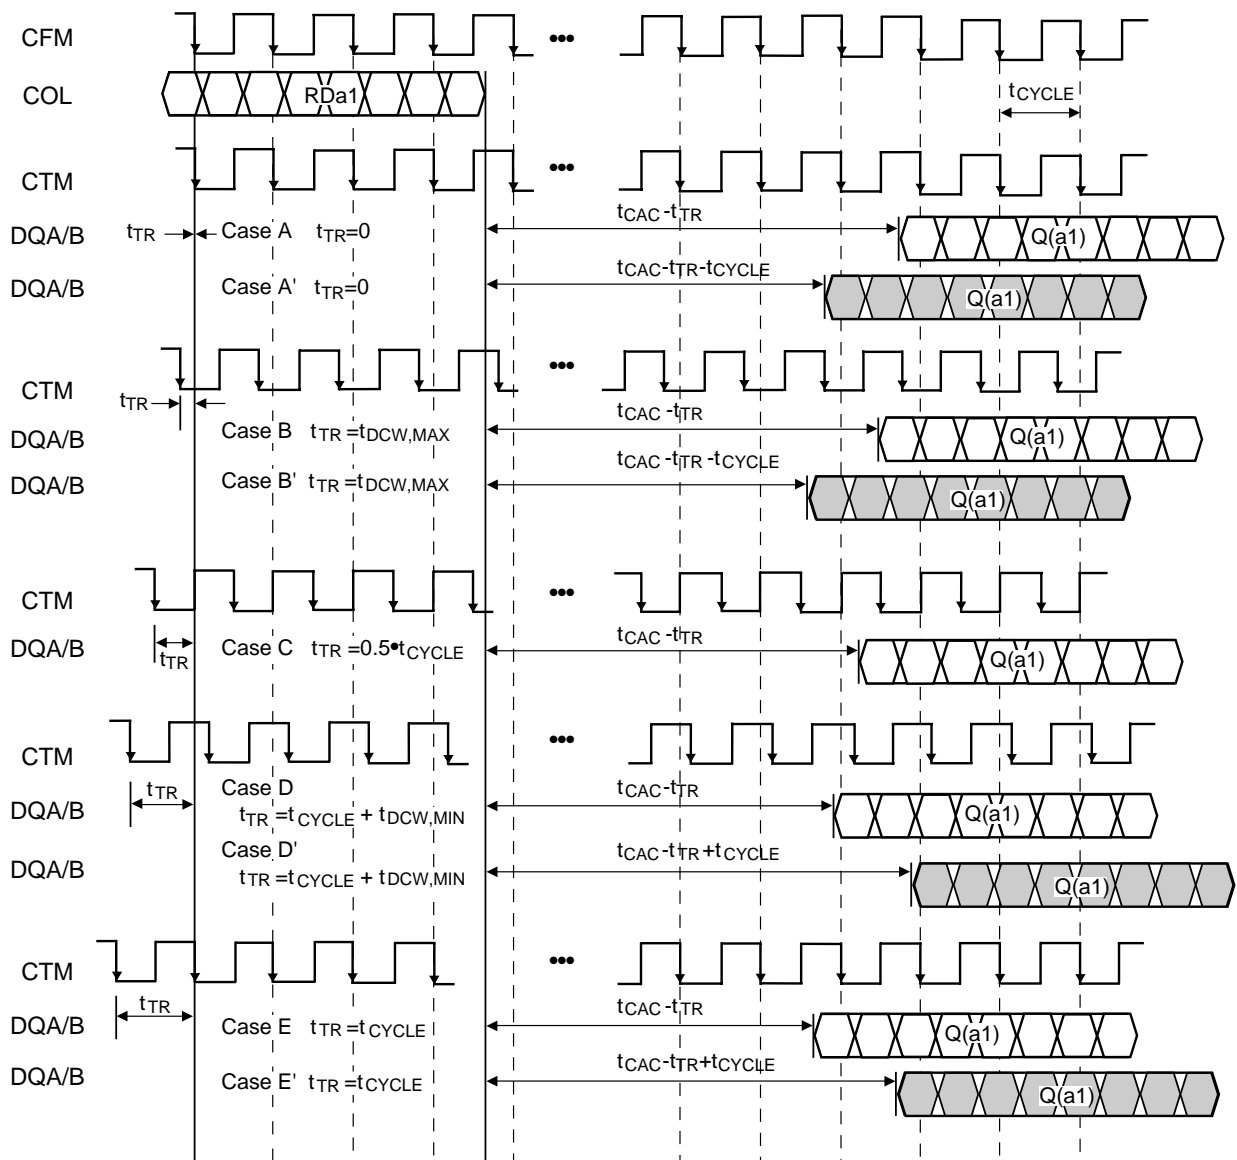 CFM •••
COL RDa1 tCYCLE
CTM •••
DQA/B tTR Case A tTR=0 tCAC-tTR Q(a1)
DQA/B Case A' tTR=0 tCAC-tTR-tCYCLE Q(a1)
CTM •••
tTR
DQA/B Case B tTR=tDCW,MAX tCAC-tTR Q(a1)
DQA/B Case B' tTR=tDCW,MAX tCAC-tTR-tCYCLE Q(a1)
CTM •••
DQA/B tTR Case C tTR=0.5•tCYCLE tCAC-tTR Q(a1)
CTM •••
tTR Case D tCAC-tTR
DQA/B tTR=tCYCLE + tDCW,MIN Q(a1)
Case D' tCAC-tTR+tCYCLE
DQA/B tTR=tCYCLE + tDCW,MIN Q(a1)
CTM •••
tTR tCAC-tTR
DQA/B Case E tTR=tCYCLE Q(a1)
DQA/B Case E' tTR=tCYCLE tCAC-tTR+tCYCLE Q(a1)